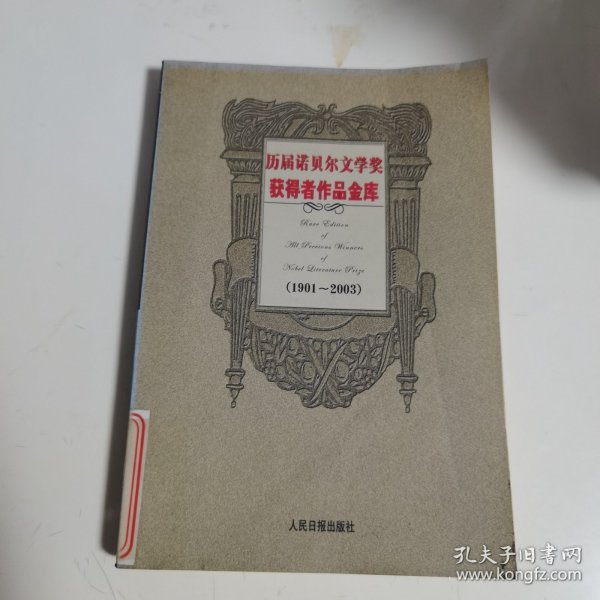 历届诺贝尔文学奖
获得者作品金库
Rare Edition
of
All Previous Winners
of
Nobel Literature Prize
(1901～2003)
人民日报出版社
孔夫子旧书网
www.kongfz.com